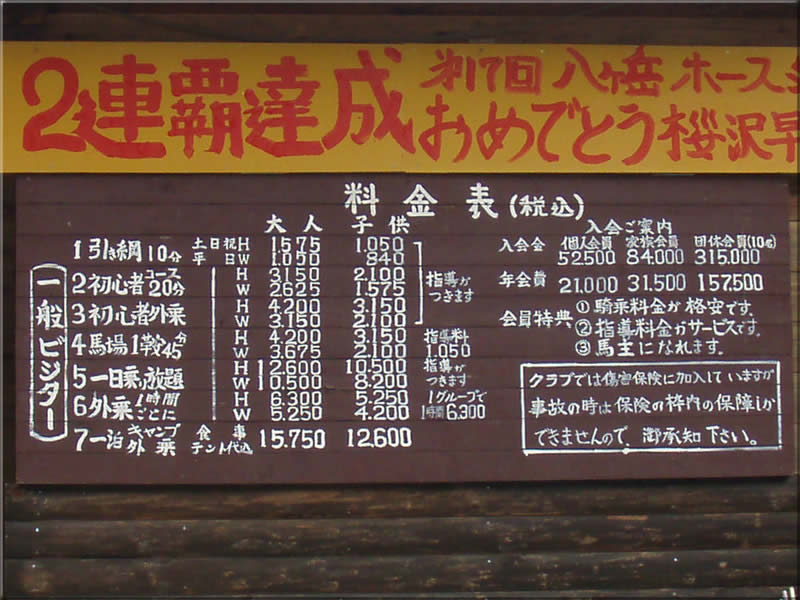 2連覇達成
第17回 八ヶ岳 ホース
おめでとう 桜沢早
料金表(税込)
大人 子供
一般ビジター
1 引き綱 10分 土日祝 H 1.575 1.050
平日 W 1.050 840
2 初心者コース20分 H 3150 2.100 指導がつきます
W 2625 1.575
3 初心者外乗 H 4.200 3.150
W 3.150 2.100
4 馬場1鞍45分 H 4.200 3.150 指導料1.050
W 3.675 2.100
5 一日乗り放題 H 12.600 10.500 指導がつきます
W 10.500 8.200
6 外乗 1時間ごとに H 6.300 5.250 1グループで
W 5.250 4.200 1時間 6.300
7 一泊 キャンプ外乗 食事テント代込 15.750 12.600
入会ご案内
個人会員 家族会員 団体会員(10名)
入会金 52.500 84.000 315.000
年会費 21.000 31.500 157.500
会員特典 ① 騎乗料金が格安です。
② 指導料金がサービスです。
③ 馬主になれます。
クラブでは傷害保険に加入していますが
事故の時は保険の枠内の保障しか
できませんので、御承知下さい。